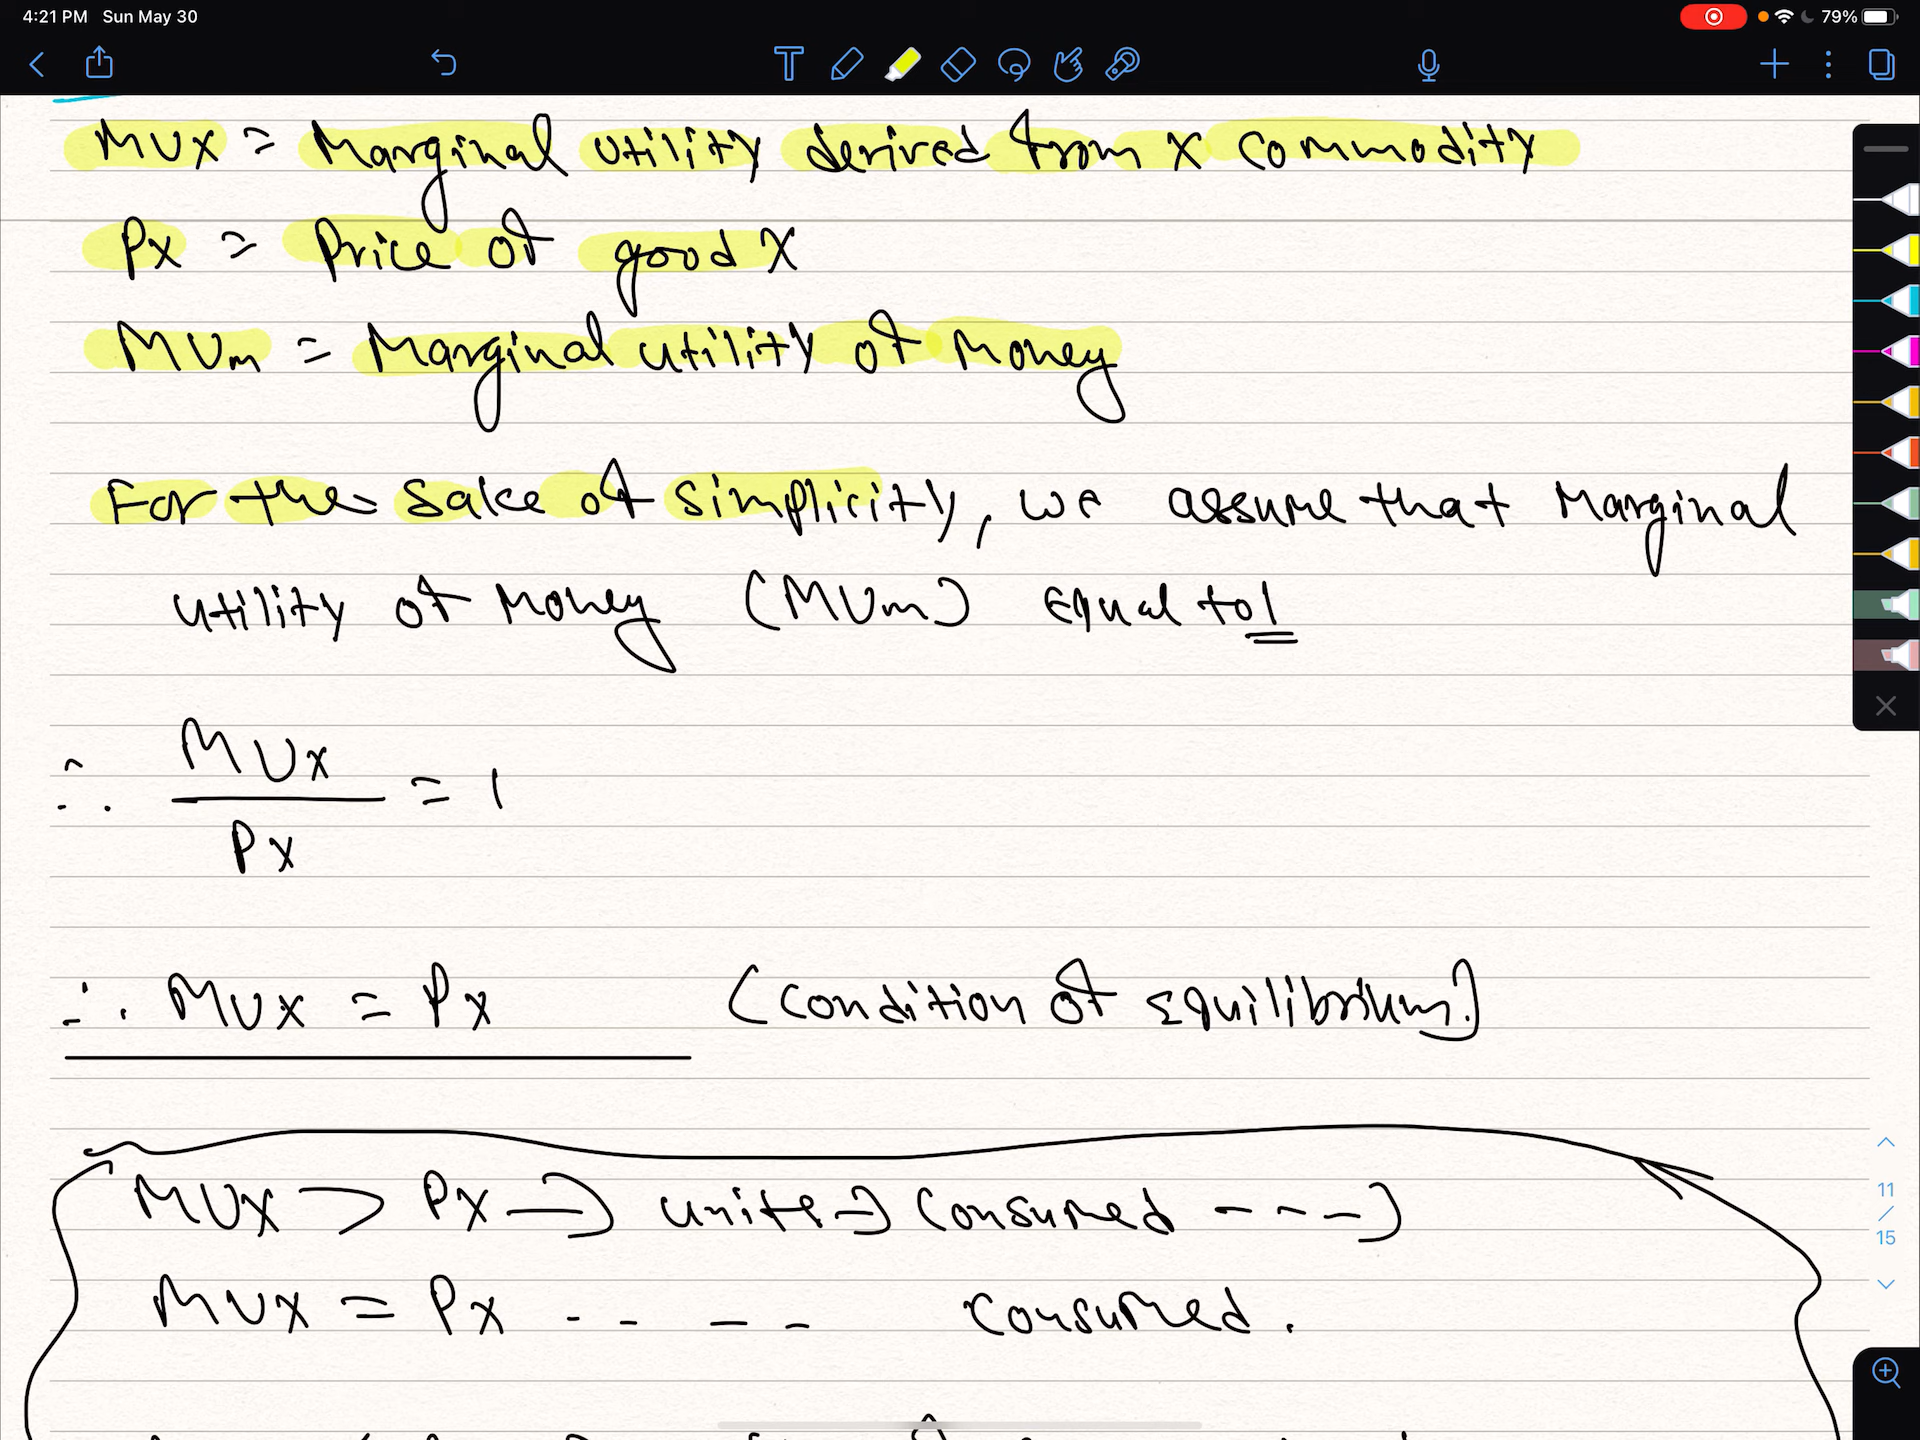 4:21 PM Sun May 30
79%
MUx = Marginal utility derived from x commodity
Px = Price of good X
MUm = Marginal utility of Money
For the sake of simplicity, we assume that Marginal
utility of Money (MUm) equal to 1
∴ MUx
= 1
Px
∴ MUx = Px (condition of Equilibrium)
MUx > Px → units → consumed - - - )
MUx = Px - - - - consumed.
11
/
15